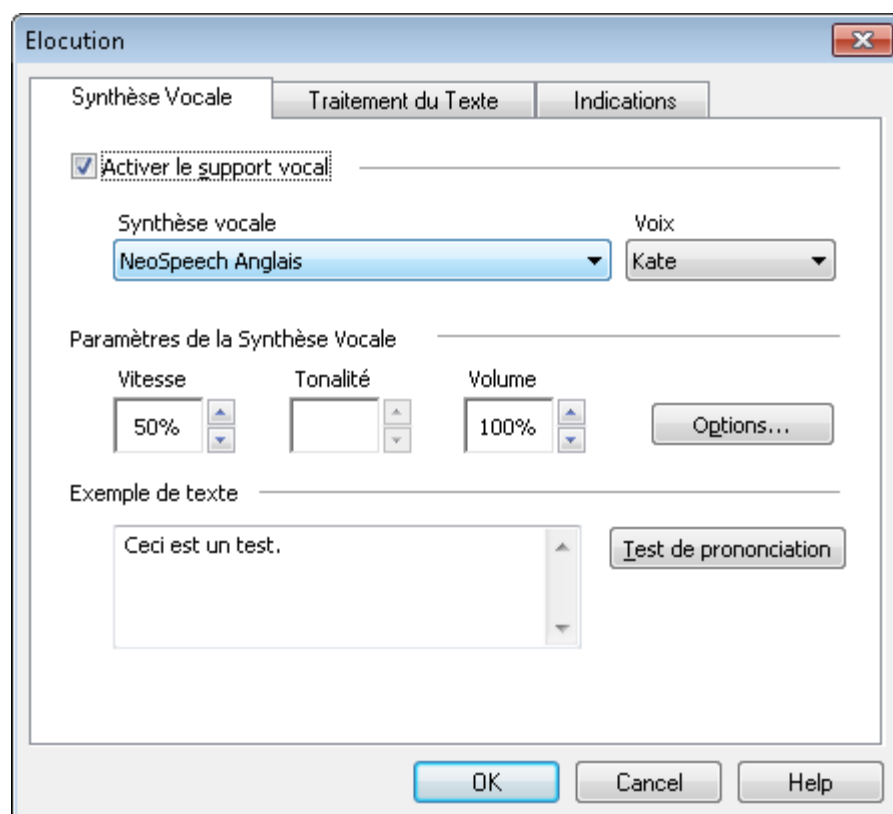 Elocution
Synthèse Vocale Traitement du Texte Indications
Activer le support vocal
Synthèse vocale Voix
NeoSpeech Anglais Kate
Paramètres de la Synthèse Vocale
Vitesse Tonalité Volume
50% 100% Options...
Exemple de texte
Ceci est un test. Test de prononciation
OK Cancel Help